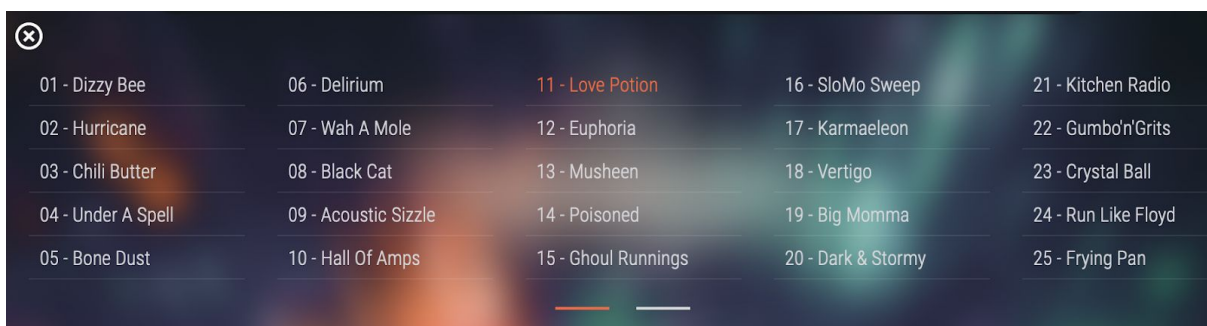 01 - Dizzy Bee
02 - Hurricane
03 - Chili Butter
04 - Under A Spell
05 - Bone Dust
06 - Delirium
07 - Wah A Mole
08 - Black Cat
09 - Acoustic Sizzle
10 - Hall Of Amps
11 - Love Potion
12 - Euphoria
13 - Musheen
14 - Poisoned
15 - Ghoul Runnings
16 - SloMo Sweep
17 - Karmaeleon
18 - Vertigo
19 - Big Momma
20 - Dark & Stormy
21 - Kitchen Radio
22 - Gumbo'n'Grits
23 - Crystal Ball
24 - Run Like Floyd
25 - Frying Pan